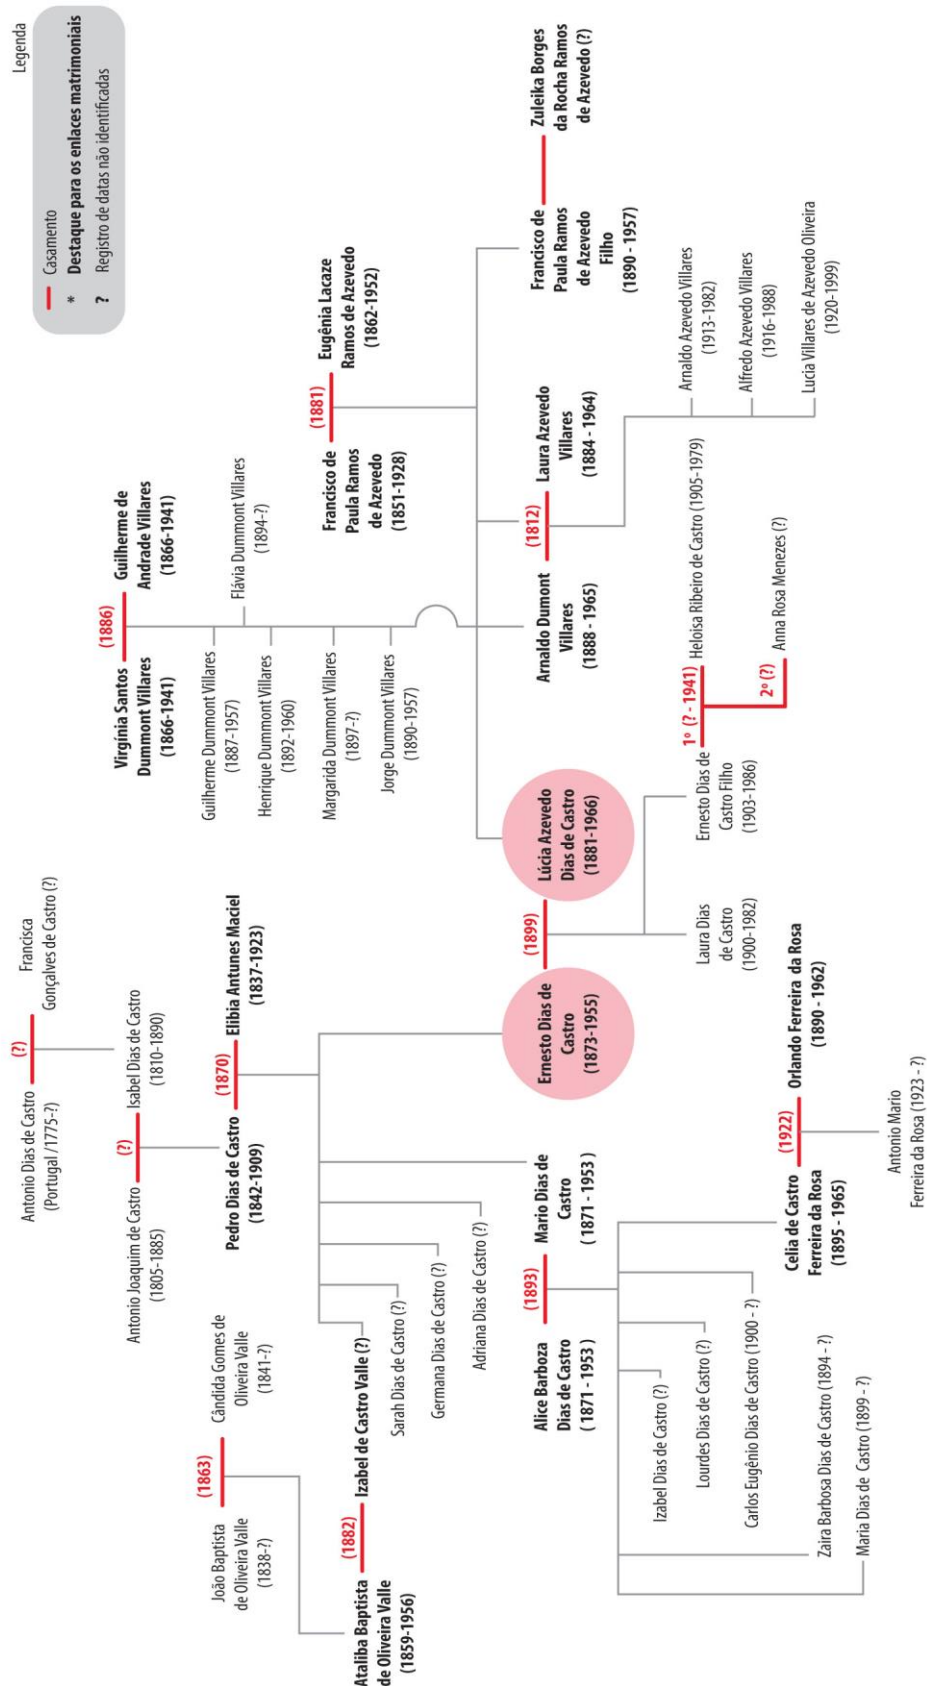 Legenda
Casamento
* Destaque para os enlaces matrimoniais
? Registro de datas não identificadas
Antonio Dias de Castro
(Portugal /1775-?)
(?)
Francisca
Gonçalves de Castro (?)
Antonio Joaquim de Castro
(1805-1885)
(?)
Isabel Dias de Castro
(1810-1890)
João Baptista
de Oliveira Valle
(1838-?)
(1863)
Cândida Gomes de
Oliveira Valle
(1841-?)
Pedro Dias de Castro
(1842-1909)
(1870)
Elibia Antunes Maciel
(1837-1923)
Virgínia Santos
Dummont Villares
(1866-1941)
(1886)
Guilherme de
Andrade Villares
(1866-1941)
Guilherme Dummont Villares
(1887-1957)
Flávia Dummont Villares
(1894-?)
Henrique Dummont Villares
(1892-1960)
Margarida Dummont Villares
(1897-?)
Jorge Dummont Villares
(1890-1957)
Francisco de
Paula Ramos
de Azevedo
(1851-1928)
(1881)
Eugênia Lacaze
Ramos de Azevedo
(1862-1952)
Ataliba Baptista
de Oliveira Valle
(1859-1956)
(1882)
Izabel de Castro Valle (?)
Sarah Dias de Castro (?)
Germana Dias de Castro (?)
Adriana Dias de Castro (?)
Alice Barboza
Dias de Castro
( 1871 - 1953 )
(1893)
Mario Dias de
Castro
(1871 - 1953 )
Ernesto Dias de
Castro
(1873-1955)
(1899)
Lúcia Azevedo
Dias de Castro
(1881-1966)
Arnaldo Dumont
Villares
(1888 - 1965)
(1812)
Laura Azevedo
Villares
(1884 - 1964)
Francisco de
Paula Ramos
de Azevedo
Filho
(1890 - 1957)
Zuleika Borges
da Rocha Ramos
de Azevedo (?)
Izabel Dias de Castro (?)
Lourdes Dias de Castro (?)
Carlos Eugênio Dias de Castro (1900 - ?)
Zaira Barbosa Dias de Castro (1894 - ?)
Maria Dias de Castro (1899 - ?)
Celia de Castro
Ferreira da Rosa
(1895 - 1965)
(1922)
Orlando Ferreira da Rosa
(1890 - 1962)
Antonio Mario
Ferreira da Rosa (1923 - ?)
Laura Dias
de Castro
(1900-1982)
Ernesto Dias de
Castro Filho
(1903-1986)
1º (? - 1941)
Heloisa Ribeiro de Castro (1905-1979)
2º (?)
Anna Rosa Menezes (?)
Arnaldo Azevedo Villares
(1913-1982)
Alfredo Azevedo Villares
(1916-1988)
Lucia Villares de Azevedo Oliveira
(1920-1999)